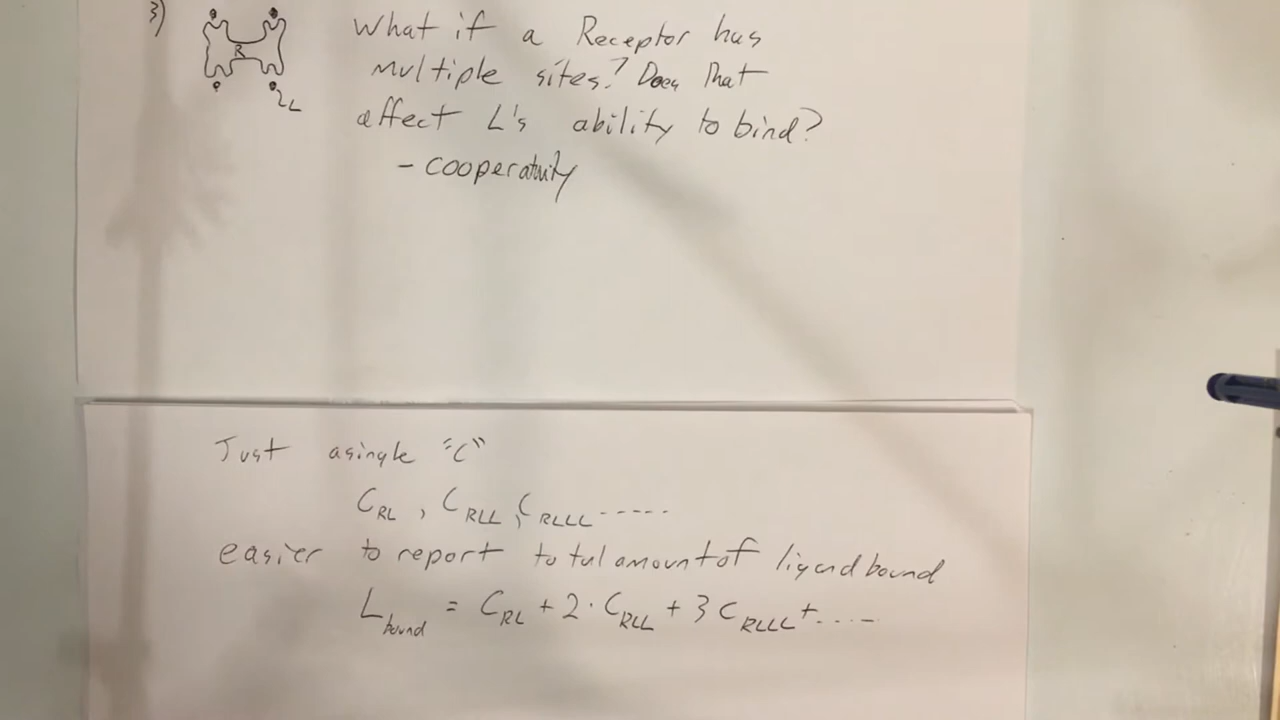 3)
R
L
What if a Receptor has
multiple sites? Does that
affect L's ability to bind?
- cooperativity
Just a single "C"
C_RL, C_RLL, C_RLLL .....
easier to report total amount of ligand bound
L_bound = C_RL + 2 · C_RLL + 3 C_RLLL + ....